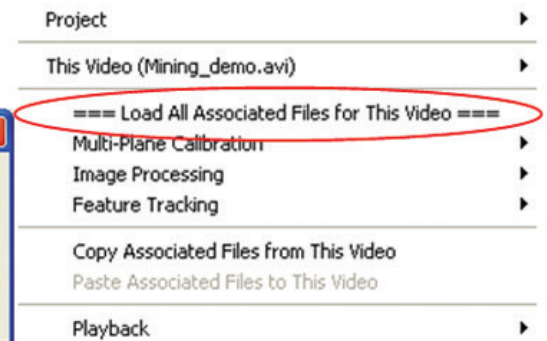 Project
This Video (Mining_demo.avi)
=== Load All Associated Files for This Video ===
Multi-Plane Calibration
Image Processing
Feature Tracking
Copy Associated Files from This Video
Paste Associated Files to This Video
Playback